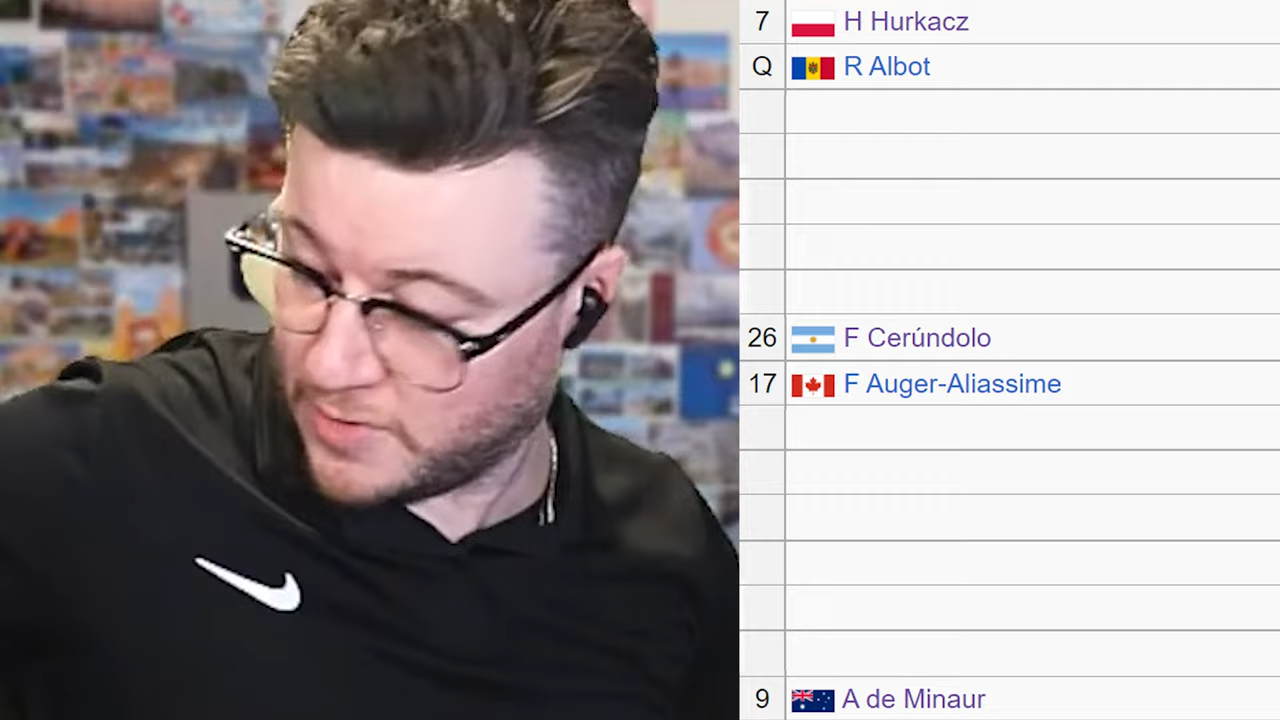 7 H Hurkacz
Q R Albot
26 F Cerúndolo
17 F Auger-Aliassime
9 A de Minaur